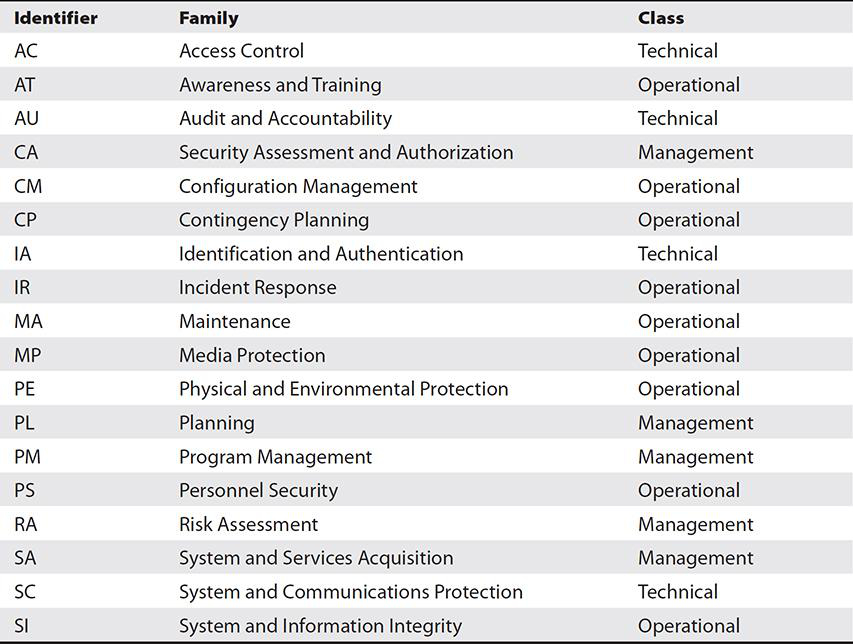 Identifier Family Class
AC Access Control Technical
AT Awareness and Training Operational
AU Audit and Accountability Technical
CA Security Assessment and Authorization Management
CM Configuration Management Operational
CP Contingency Planning Operational
IA Identification and Authentication Technical
IR Incident Response Operational
MA Maintenance Operational
MP Media Protection Operational
PE Physical and Environmental Protection Operational
PL Planning Management
PM Program Management Management
PS Personnel Security Operational
RA Risk Assessment Management
SA System and Services Acquisition Management
SC System and Communications Protection Technical
SI System and Information Integrity Operational